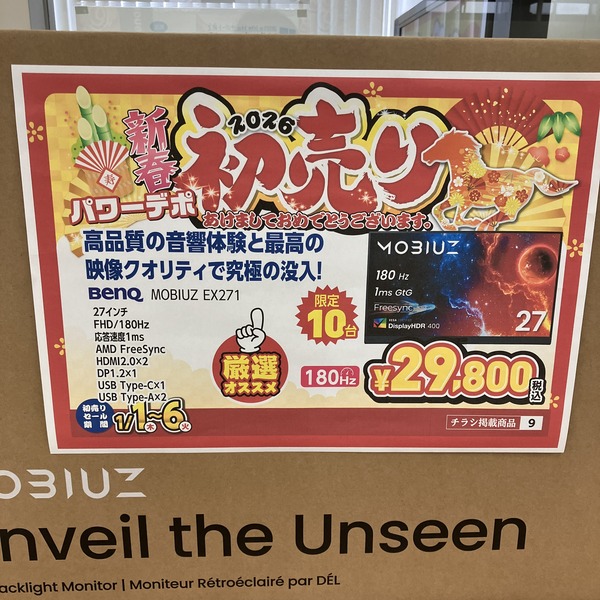 2026
新春
初売り
寿
パワーデポ
あけましておめでとうございます。
高品質の音響体験と最高の
映像クオリティで究極の没入!
BenQ MOBIUZ EX271
27インチ
FHD/180Hz
応答速度1ms
AMD FreeSync
HDMI2.0×2
DP1.2×1
USB Type-C×1
USB Type-A×2
限定
10台
厳選
オススメ
MOBIUZ
180 Hz
1ms GtG
Freesync
DisplayHDR 400
27
180Hz
¥29,800税込
初売り
セール
期間
1/1~6
木 火
チラシ掲載商品 9
OBIUZ
nveil the Unseen
acklight Monitor | Moniteur Rétroéclairé par DÉL